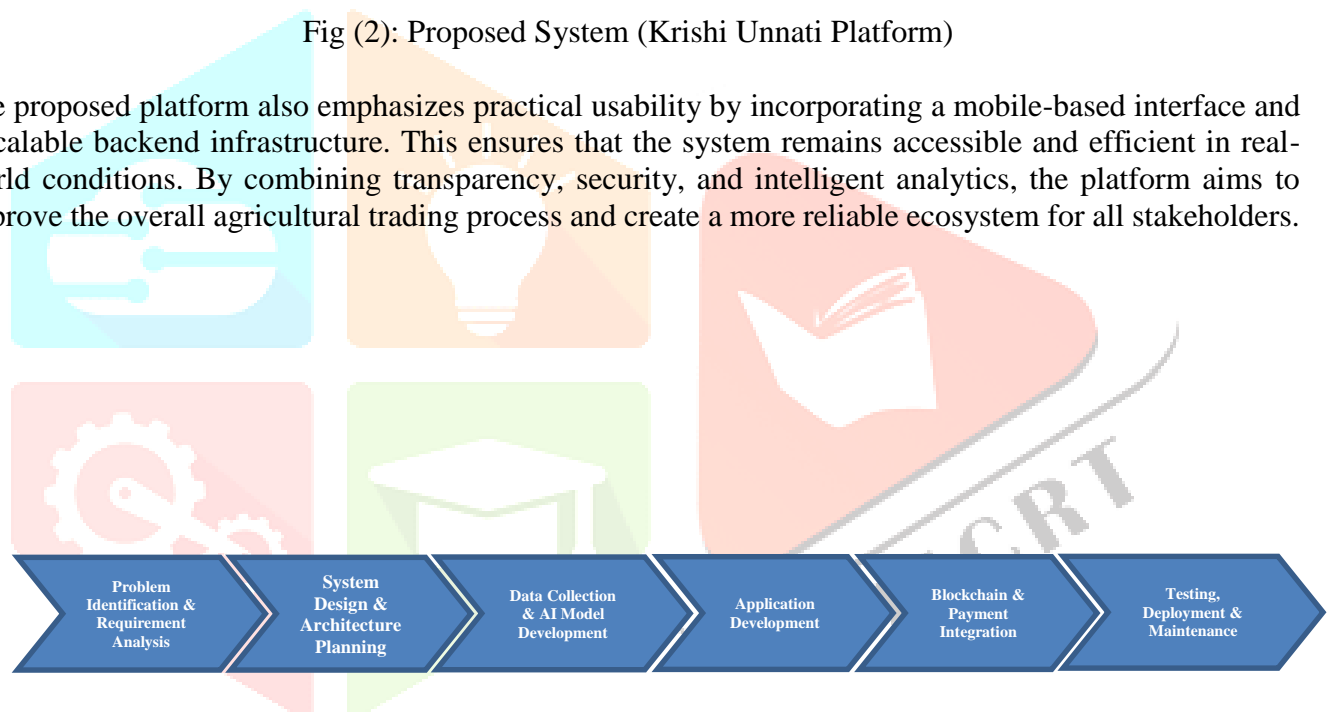 Fig (2): Proposed System (Krishi Unnati Platform)
proposed platform also emphasizes practical usability by incorporating a mobile-based interface and
calable backend infrastructure. This ensures that the system remains accessible and efficient in real-
rld conditions. By combining transparency, security, and intelligent analytics, the platform aims to
prove the overall agricultural trading process and create a more reliable ecosystem for all stakeholders.
CRT
Problem
Identification &
Requirement
Analysis
System
Design &
Architecture
Planning
Data Collection
& AI Model
Development
Application
Development
Blockchain &
Payment
Integration
Testing,
Deployment &
Maintenance